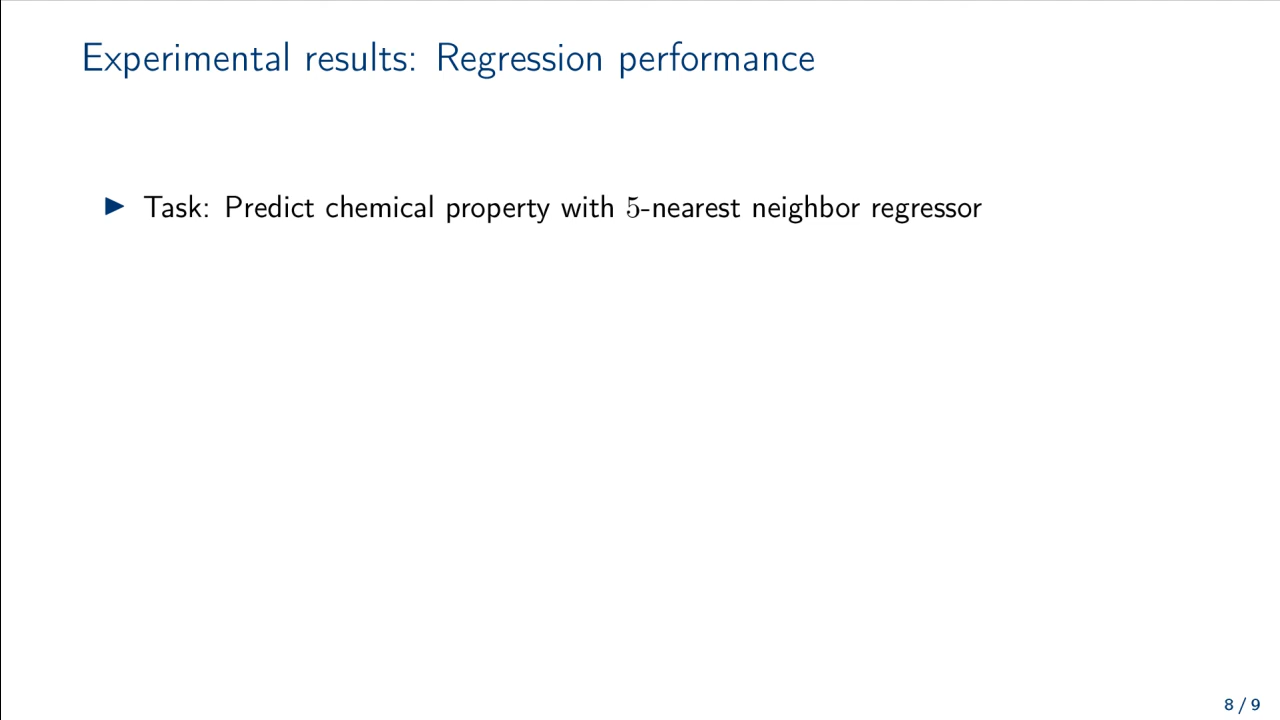 Experimental results: Regression performance
▶ Task: Predict chemical property with 5-nearest neighbor regressor
8 / 9